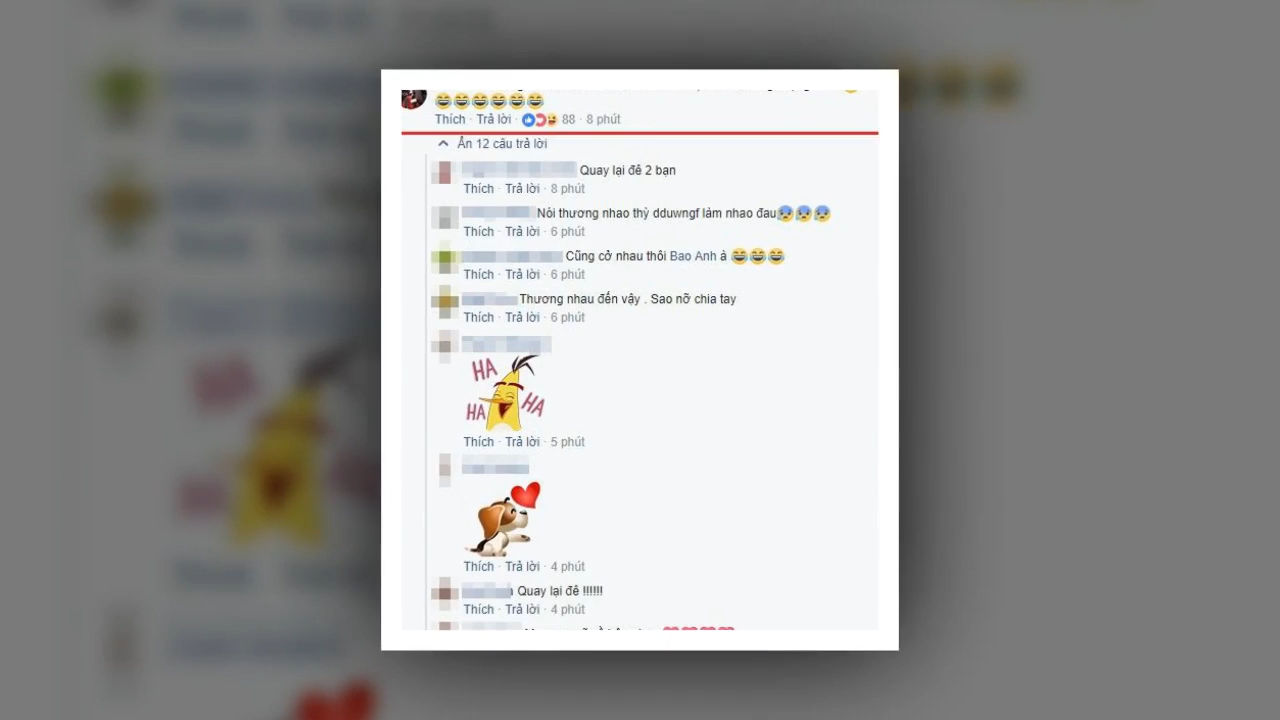 Thích · Trả lời · 88 · 8 phút
Ẩn 12 câu trả lời
Quay lại đê 2 bạn
Thích · Trả lời · 8 phút
Nói thương nhao thỳ dduwngf lảm nhao đau
Thích · Trả lời · 6 phút
Cũng cở nhau thôi Bao Anh à
Thích · Trả lời · 6 phút
Thương nhau đến vậy . Sao nỡ chia tay
Thích · Trả lời · 6 phút
HA
HA
HA
Thích · Trả lời · 5 phút
Thích · Trả lời · 4 phút
Quay lại đê !!!!!!
Thích · Trả lời · 4 phút